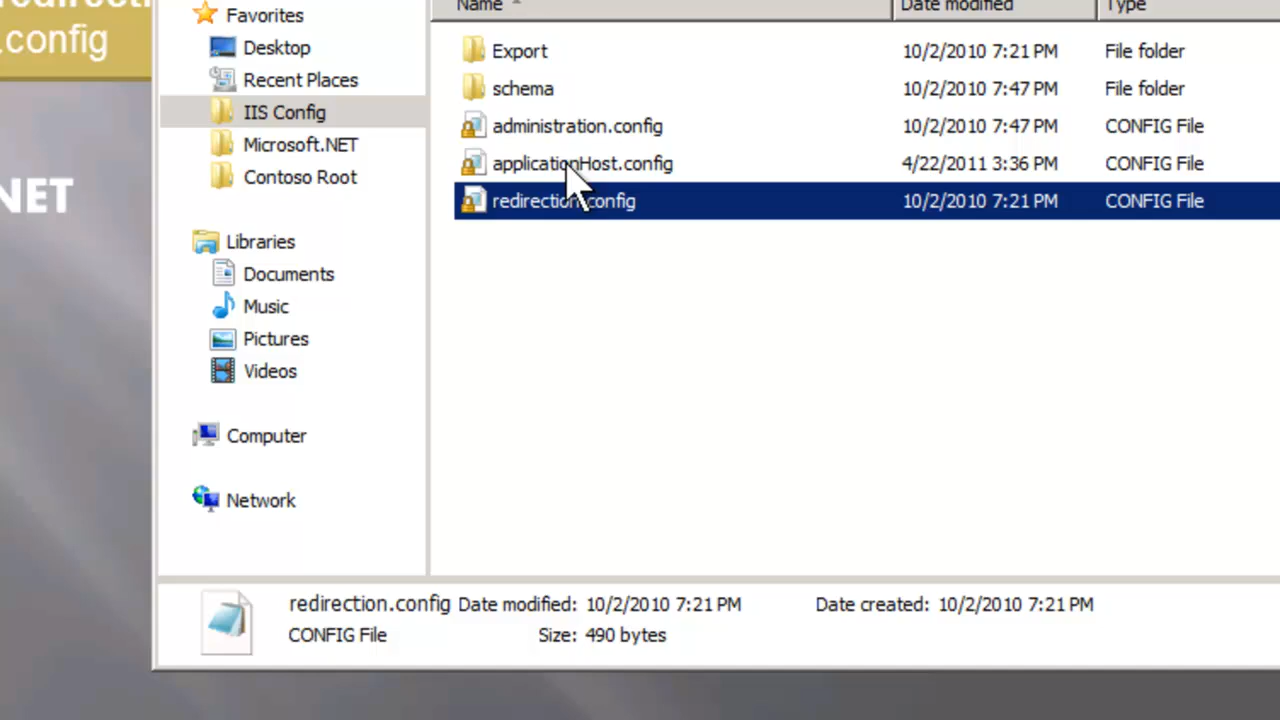 .config
NET
Name
Date modified
Type
Favorites
Desktop
Recent Places
IIS Config
Microsoft.NET
Contoso Root
Libraries
Documents
Music
Pictures
Videos
Computer
Network
Export 10/2/2010 7:21 PM File folder
schema 10/2/2010 7:47 PM File folder
administration.config 10/2/2010 7:47 PM CONFIG File
applicationHost.config 4/22/2011 3:36 PM CONFIG File
redirection.config 10/2/2010 7:21 PM CONFIG File
redirection.config Date modified: 10/2/2010 7:21 PM Date created: 10/2/2010 7:21 PM
CONFIG File Size: 490 bytes